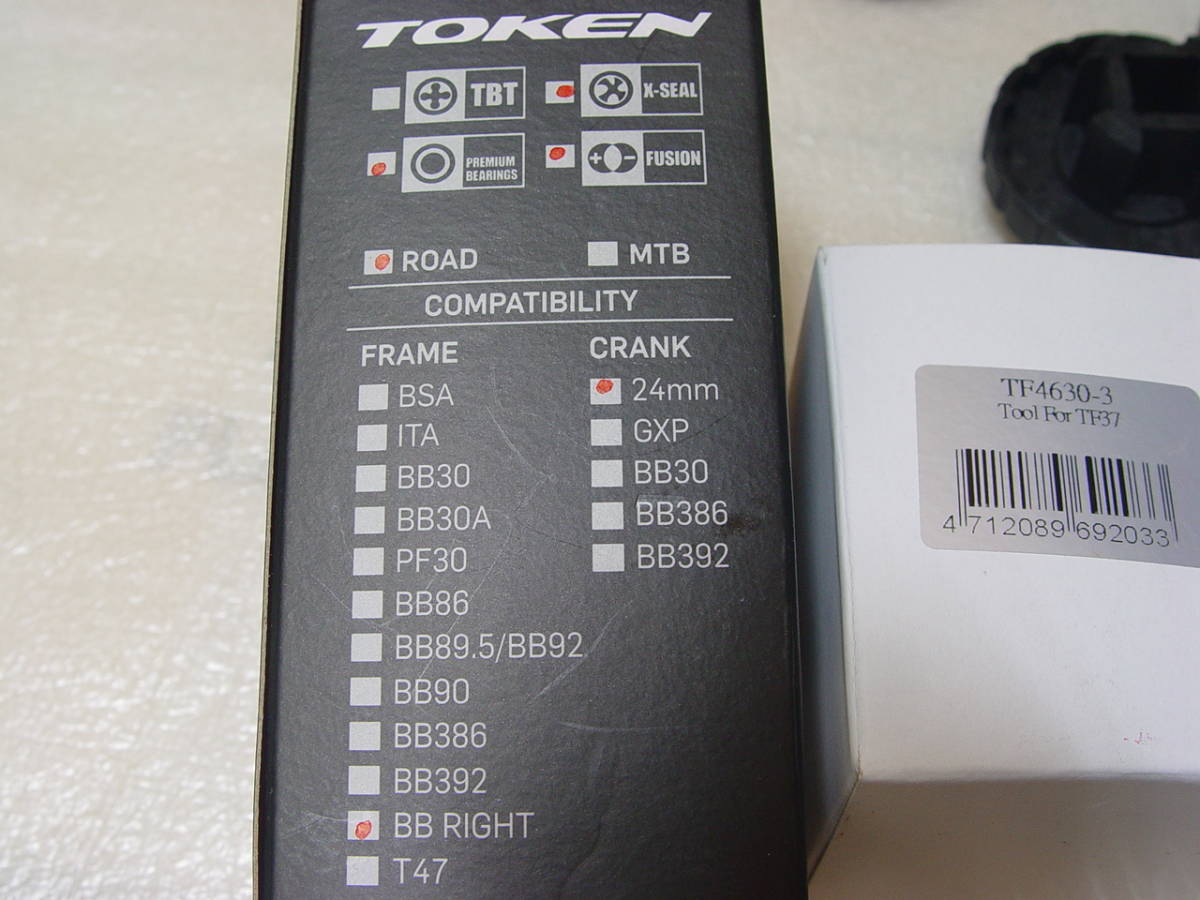 TOKEN
TBT X-SEAL
PREMIUM BEARINGS FUSION
ROAD MTB
COMPATIBILITY
FRAME CRANK
BSA 24mm
ITA GXP
BB30 BB30
BB30A BB386
PF30 BB392
BB86
BB89.5/BB92
BB90
BB386
BB392
BB RIGHT
T47
TF4630-3
Tool For TF37
4 712089 692033